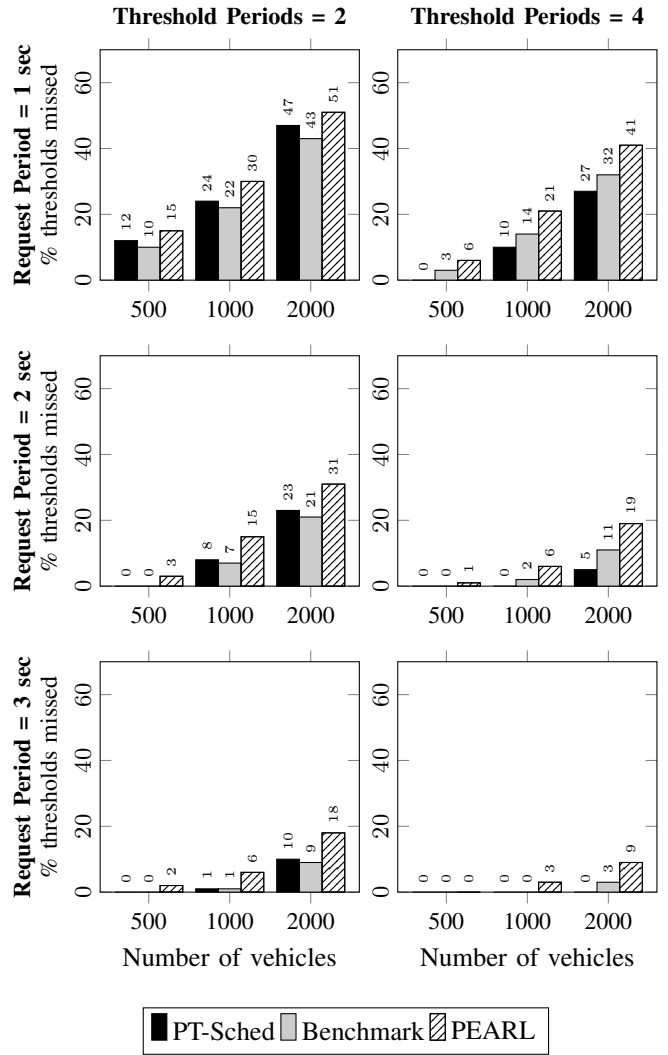 Threshold Periods = 2
Threshold Periods = 4
Request Period = 1 sec
% thresholds missed
0 20 40 60
12 10 15 24 22 30 47 43 51
500 1000 2000
0 20 40 60
0 3 6 10 14 21 27 32 41
500 1000 2000
Request Period = 2 sec
% thresholds missed
0 20 40 60
0 0 3 8 7 15 23 21 31
500 1000 2000
0 20 40 60
0 0 1 0 2 6 5 11 19
500 1000 2000
Request Period = 3 sec
% thresholds missed
0 20 40 60
0 0 2 1 1 6 10 9 18
500 1000 2000
Number of vehicles
0 20 40 60
0 0 0 0 0 3 0 3 9
500 1000 2000
Number of vehicles
PT-Sched Benchmark PEARL